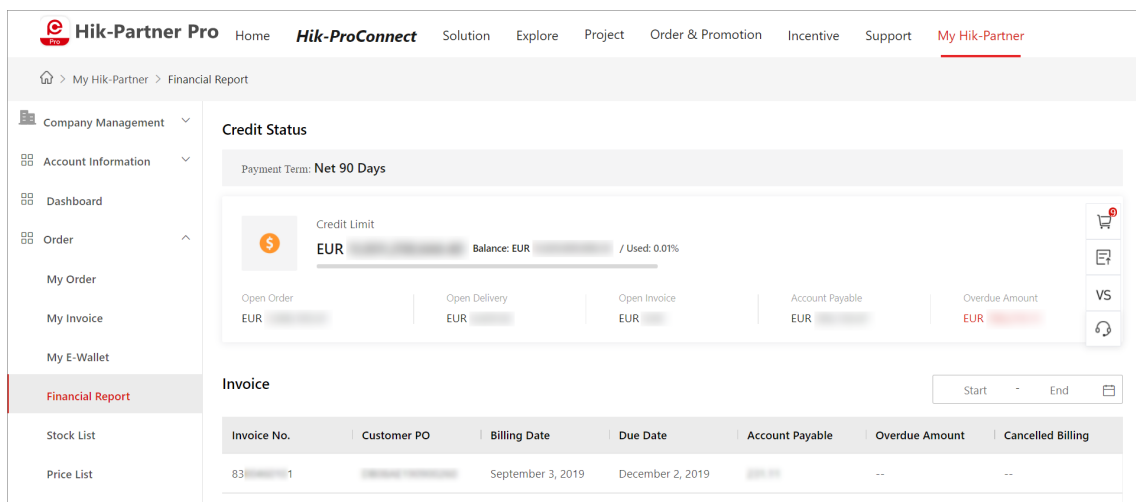 Hik-Partner Pro Home Hik-ProConnect Solution Explore Project Order & Promotion Incentive Support My Hik-Partner
Pro
> My Hik-Partner > Financial Report
Company Management
Account Information
Dashboard
Order
My Order
My Invoice
My E-Wallet
Financial Report
Stock List
Price List
Credit Status
Payment Term: Net 90 Days
Credit Limit
EUR Balance: EUR / Used: 0.01%
Open Order Open Delivery Open Invoice Account Payable Overdue Amount
EUR EUR EUR EUR EUR
9
VS
Invoice
Start - End
Invoice No. Customer PO Billing Date Due Date Account Payable Overdue Amount Cancelled Billing
83 1 September 3, 2019 December 2, 2019 -- --